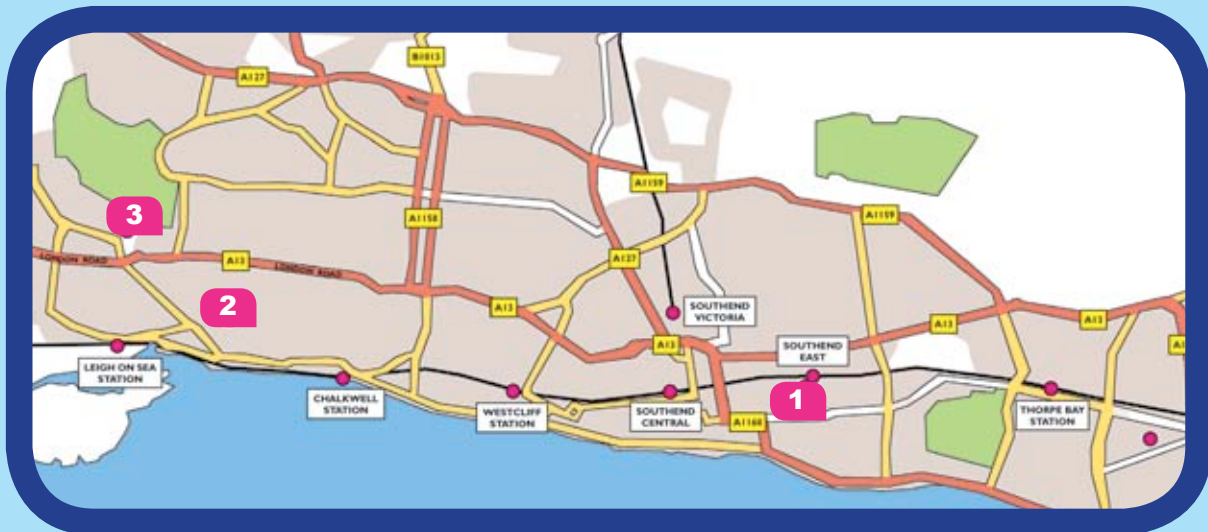 B1013
A127
A1159
3
A1158
A1159
LONDON ROAD
A13
LONDON ROAD
A127
2
A13
SOUTHEND
VICTORIA
A13
A13
A13
SOUTHEND
EAST
LEIGH ON SEA
STATION
CHALKWELL
STATION
WESTCLIFF
STATION
SOUTHEND
CENTRAL
1
A1160
THORPE BAY
STATION